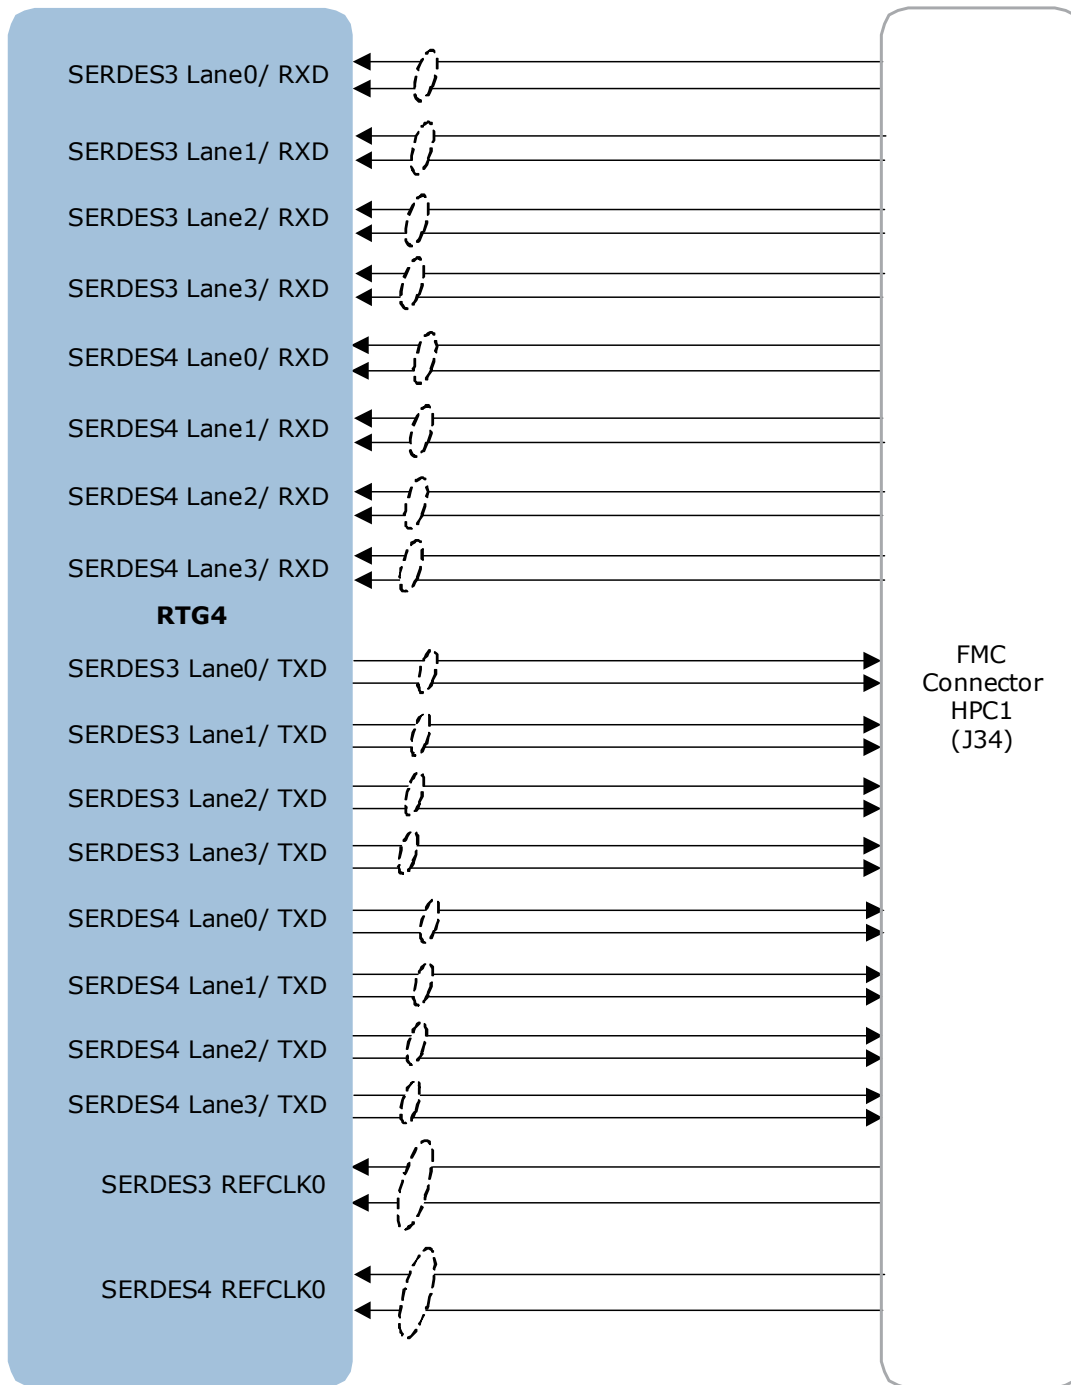 SERDES3 Lane0/ RXD
SERDES3 Lane1/ RXD
SERDES3 Lane2/ RXD
SERDES3 Lane3/ RXD
SERDES4 Lane0/ RXD
SERDES4 Lane1/ RXD
SERDES4 Lane2/ RXD
SERDES4 Lane3/ RXD
RTG4
SERDES3 Lane0/ TXD
SERDES3 Lane1/ TXD
SERDES3 Lane2/ TXD
SERDES3 Lane3/ TXD
SERDES4 Lane0/ TXD
SERDES4 Lane1/ TXD
SERDES4 Lane2/ TXD
SERDES4 Lane3/ TXD
SERDES3 REFCLK0
SERDES4 REFCLK0
FMC
Connector
HPC1
(J34)